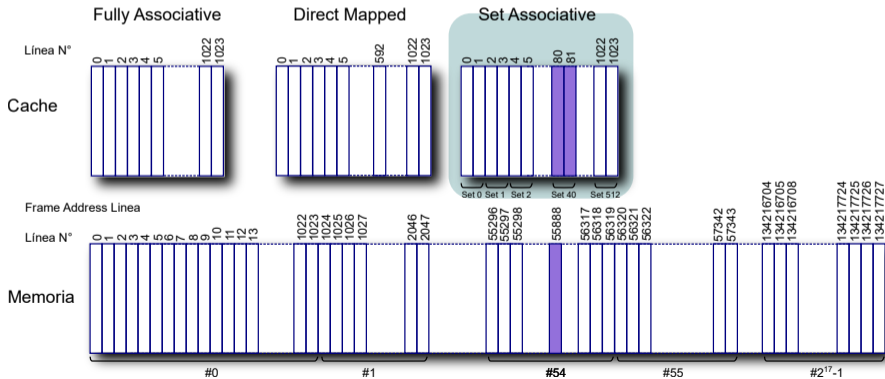 Fully Associative
Direct Mapped
Set Associative
Línea N°
0 1 2 3 4 5 1022 1023
0 1 2 3 4 5 592 1022 1023
0 1 2 3 4 5 80 81 1022 1023
Cache
Set 0 Set 1 Set 2 Set 40 Set 512
Frame Address Linea
Línea N°
0 1 2 3 4 5 6 7 8 9 10 11 12 13 1022 1023 1024 1025 1026 1027 2046 2047 55296 55297 55298 55888 56317 56318 56319 56320 56321 56322 57342 57343 134216704 134216705 134216708 134217724 134217725 134217726 134217727
Memoria
#0 #1 #54 #55 #2¹⁷-1